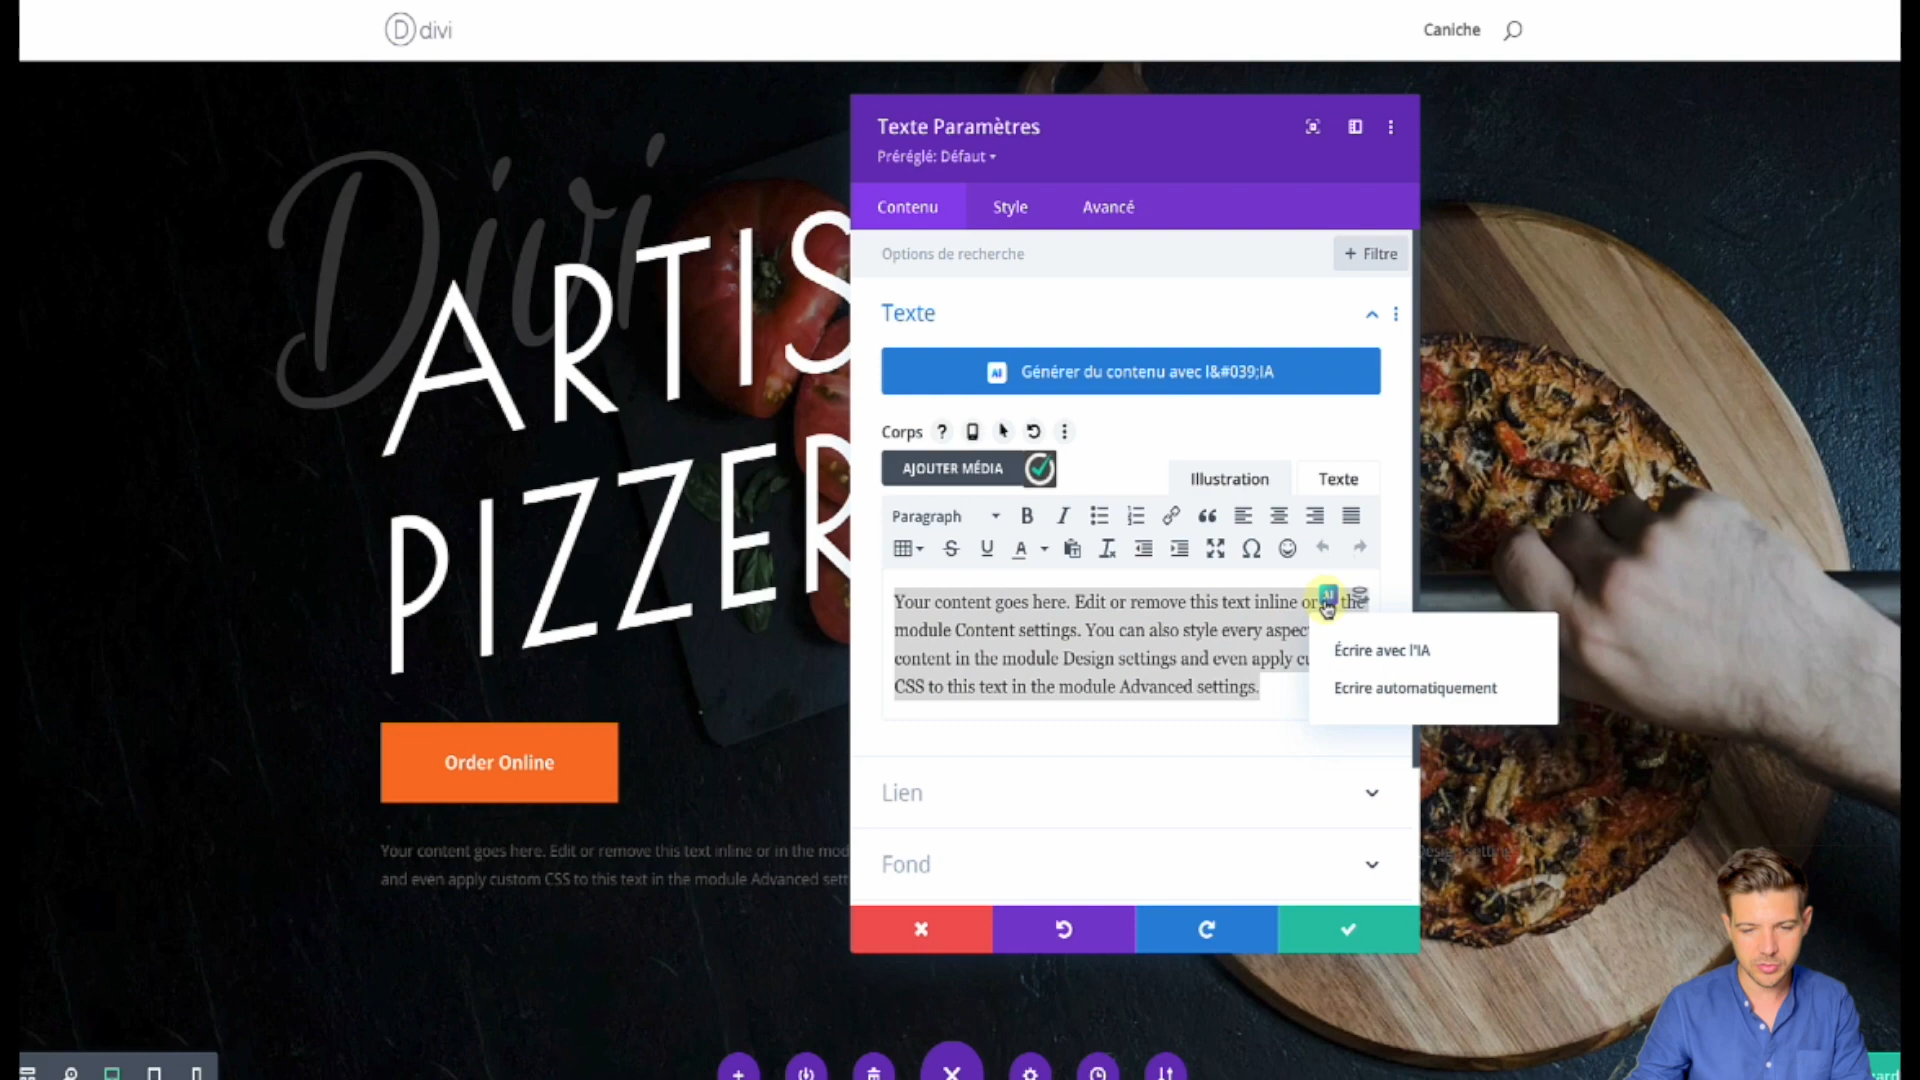 divi
Caniche
Divi
ARTIS
PIZZER
Order Online
Your content goes here. Edit or remove this text inline or in the mod
and even apply custom CSS to this text in the module Advanced sett
Texte Paramètres
Préréglé: Défaut
Contenu
Style
Avancé
Options de recherche
+ Filtre
Texte
AI Générer du contenu avec l&#039;IA
Corps
AJOUTER MÉDIA
Illustration
Texte
Paragraph
Your content goes here. Edit or remove this text inline or the
module Content settings. You can also style every aspec
content in the module Design settings and even apply cu
CSS to this text in the module Advanced settings.
AI
Écrire avec l'IA
Ecrire automatiquement
Lien
Fond